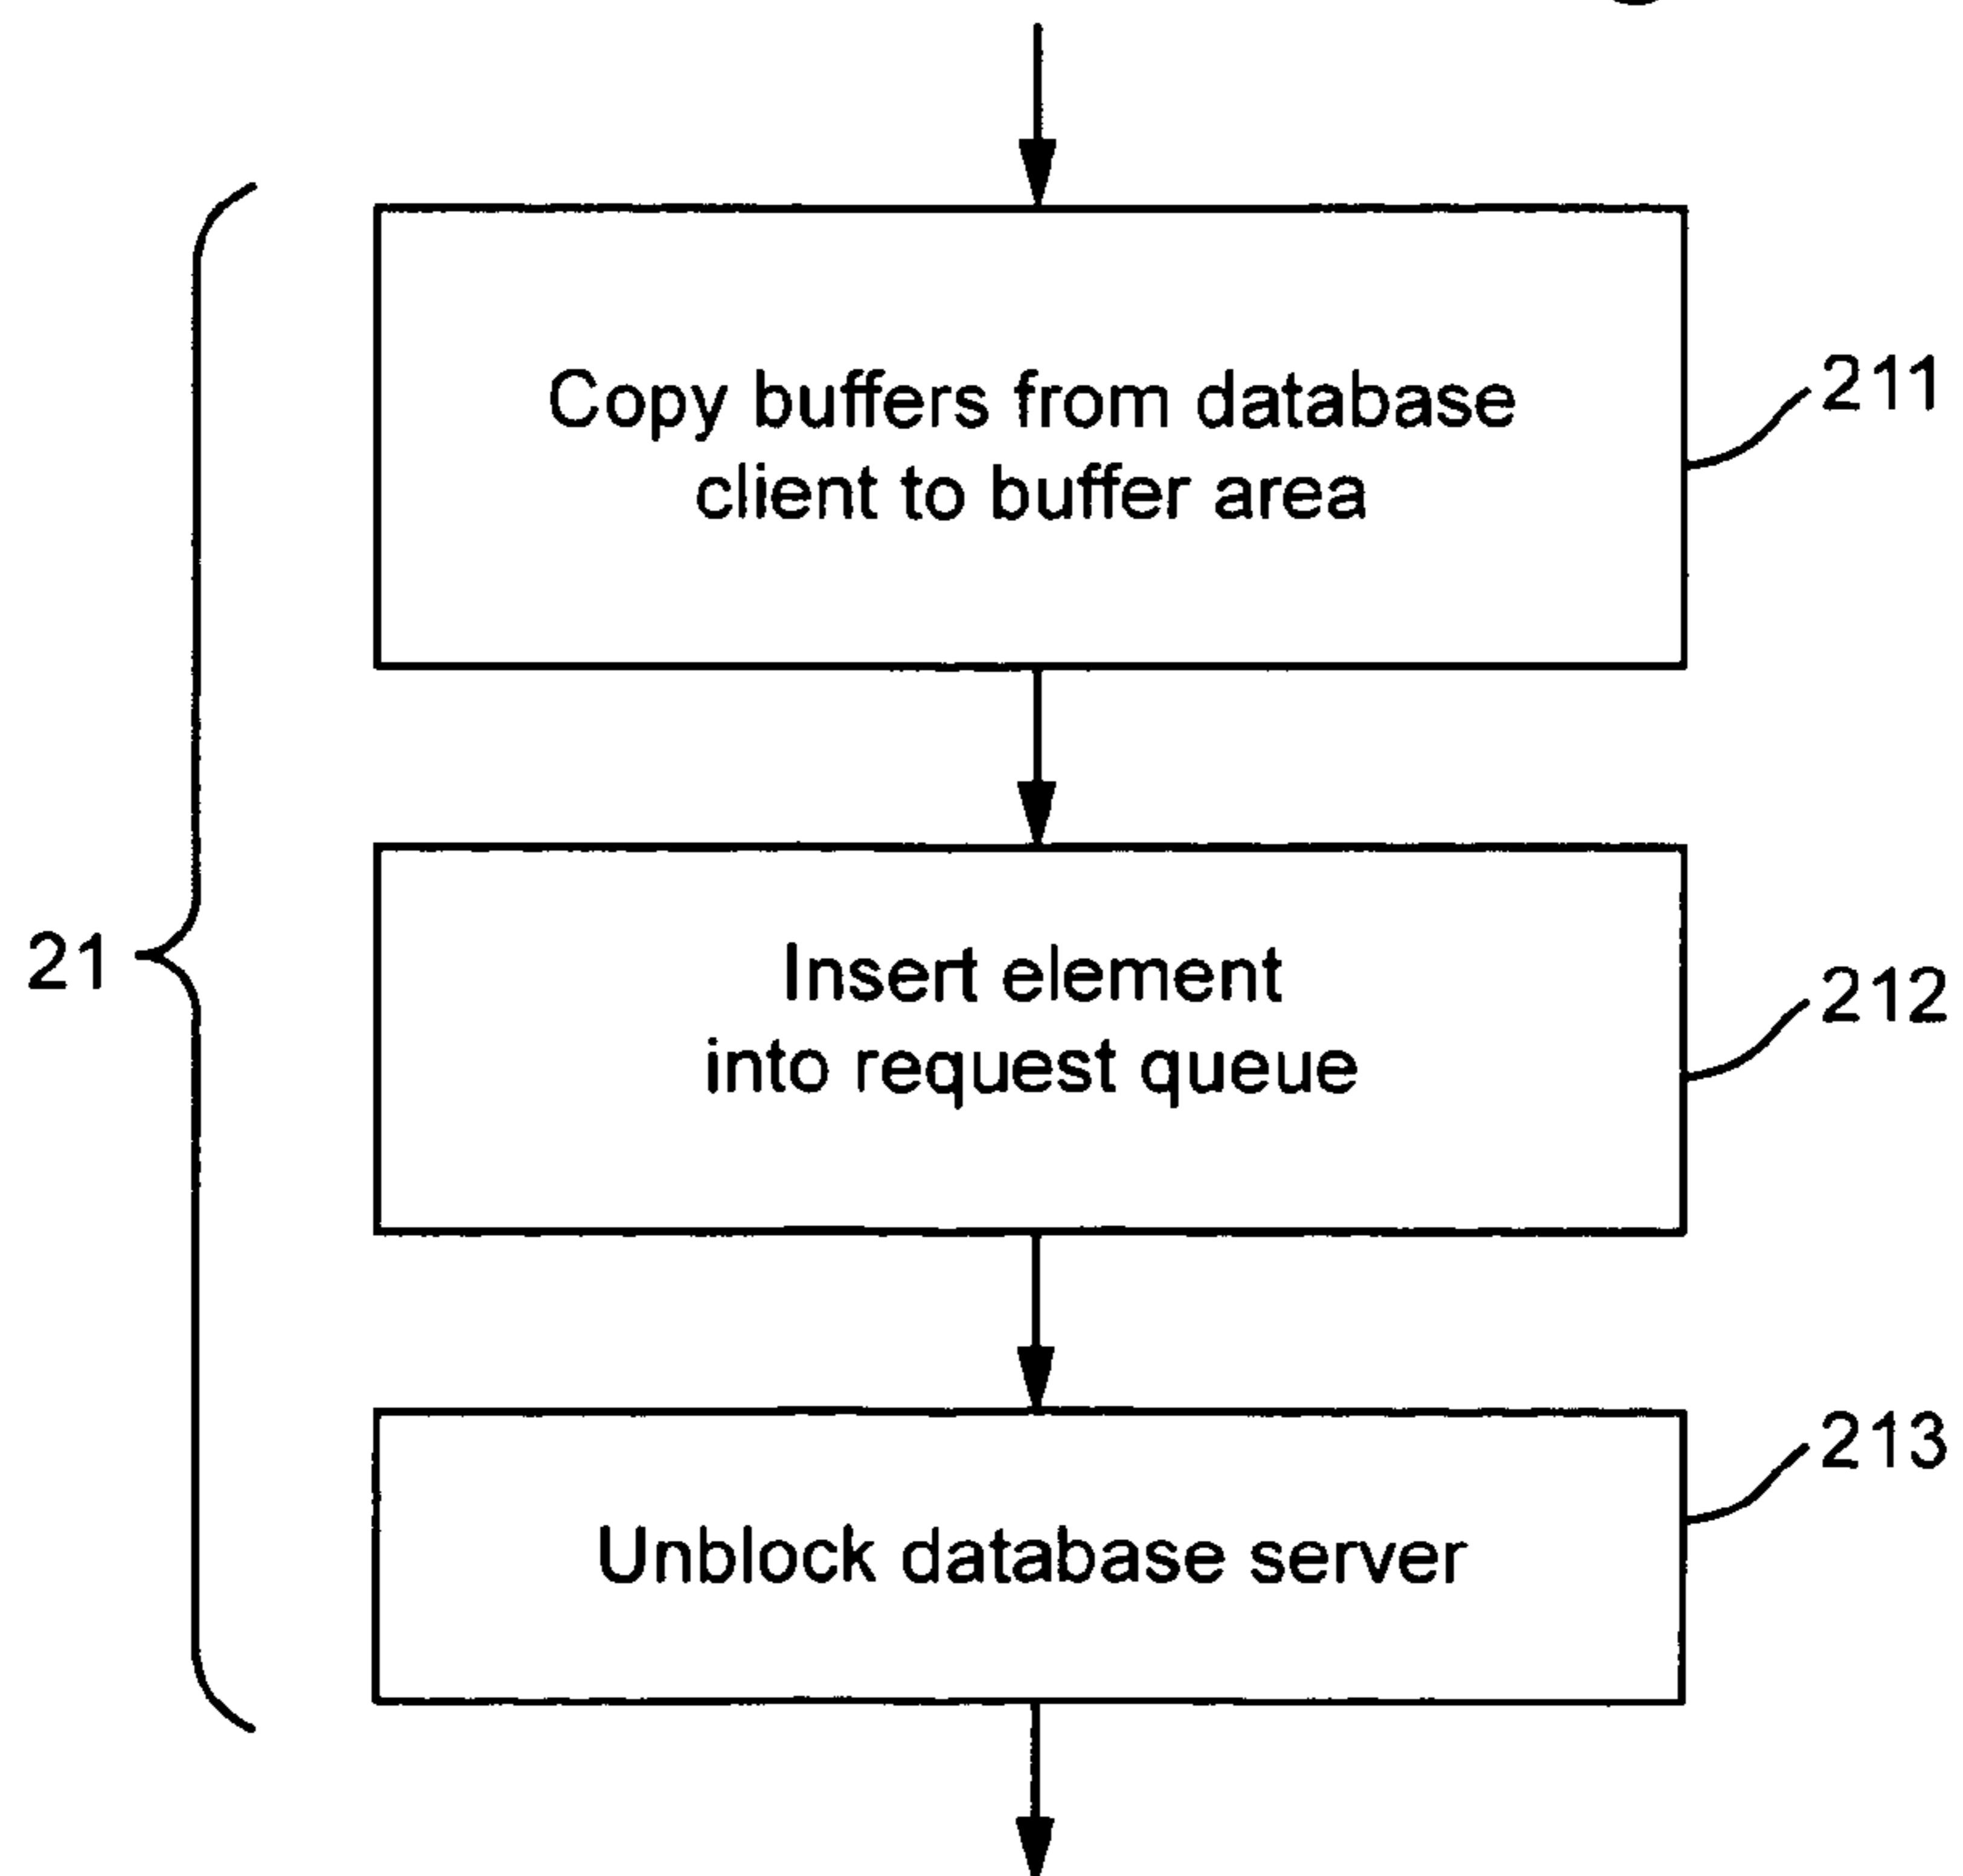 Copy buffers from database
client to buffer area
211
21
Insert element
into request queue
212
Unblock database server
213